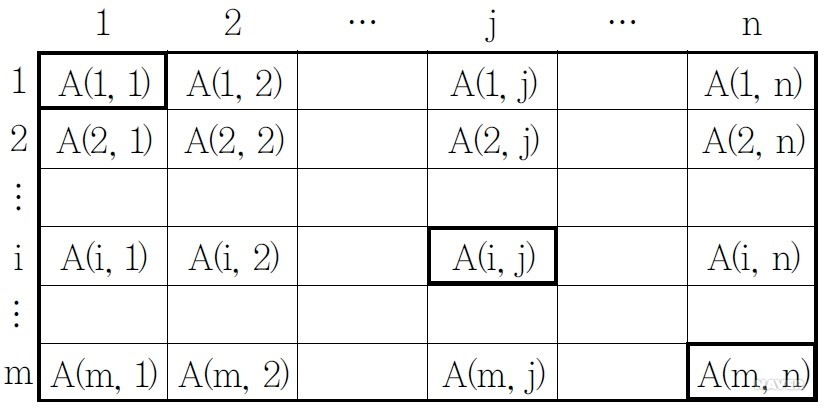 1 2 ⋯ j ⋯ n
1 A(1, 1) A(1, 2) A(1, j) A(1, n)
2 A(2, 1) A(2, 2) A(2, j) A(2, n)
⋮
i A(i, 1) A(i, 2) A(i, j) A(i, n)
⋮
m A(m, 1) A(m, 2) A(m, j) A(m, n)